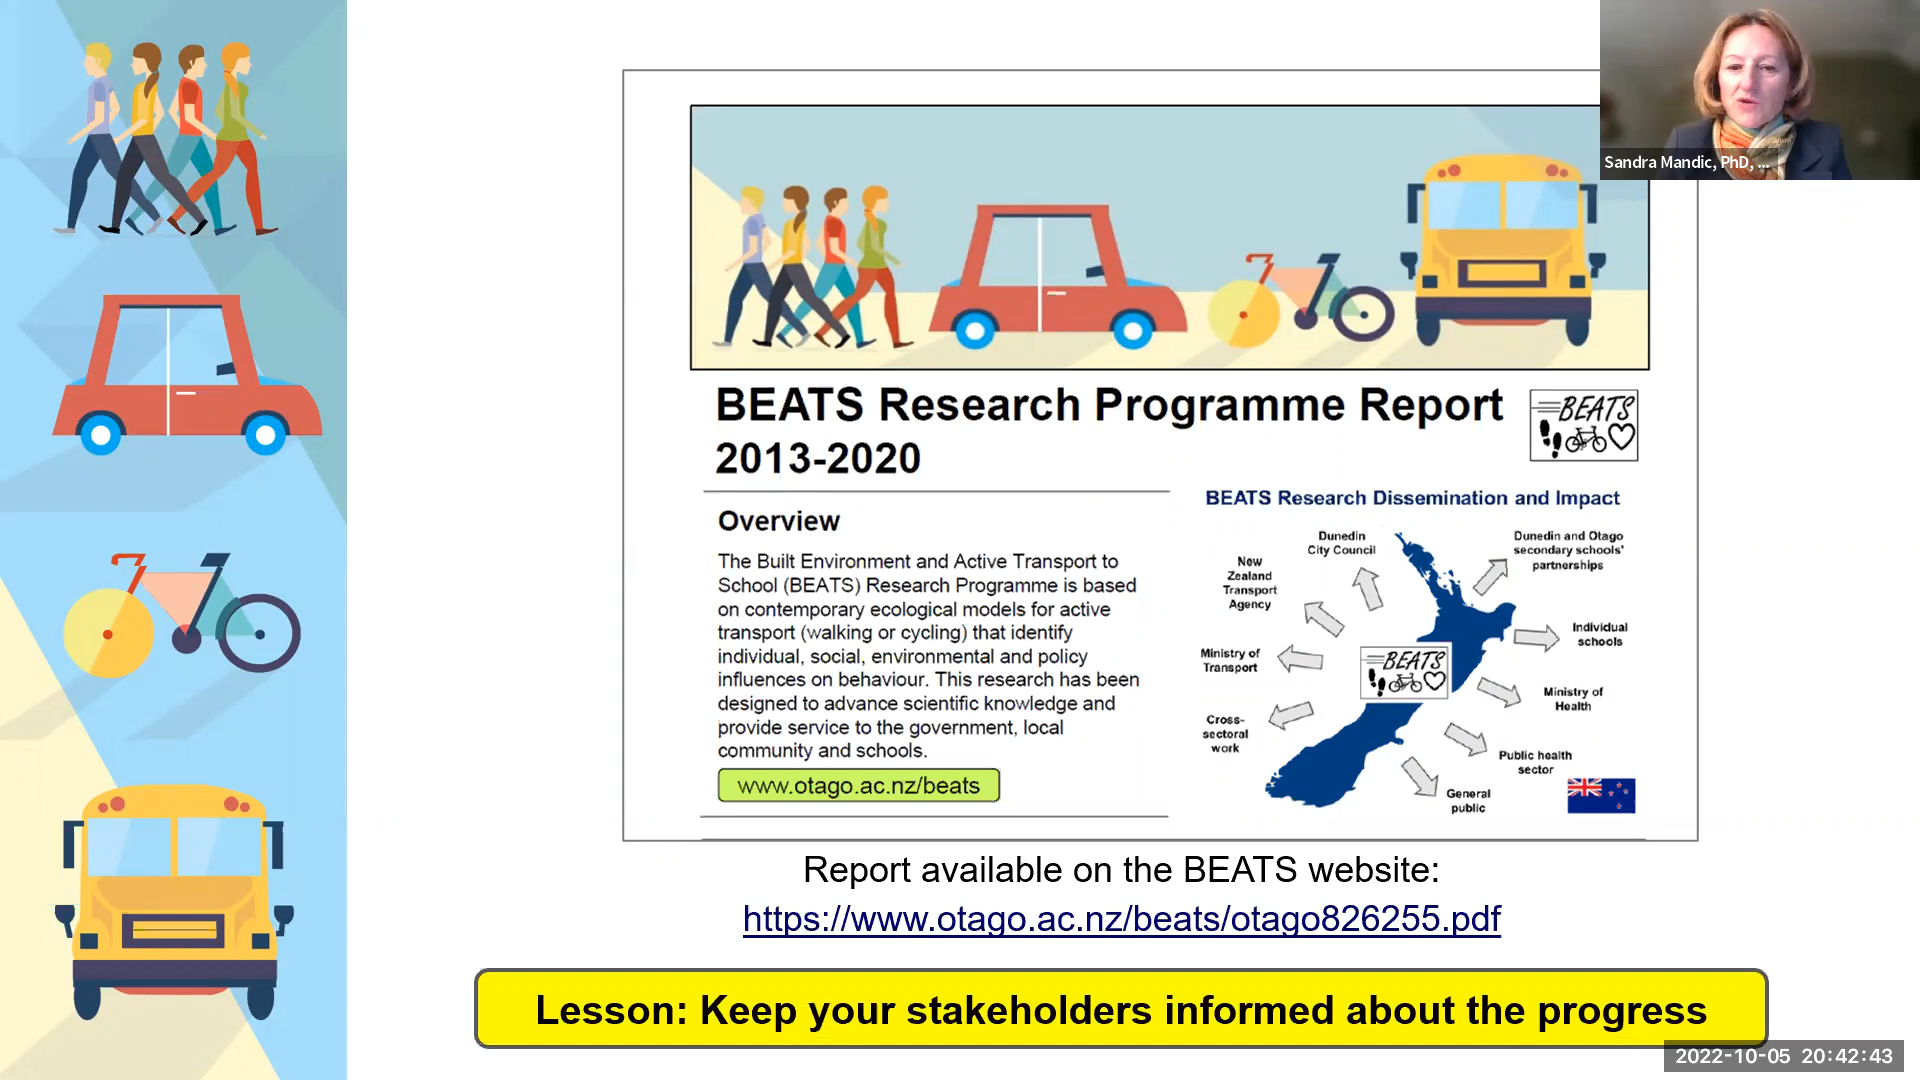 Sandra Mandic, PhD, ...
BEATS Research Programme Report
2013-2020
BEATS
Overview
The Built Environment and Active Transport to
School (BEATS) Research Programme is based
on contemporary ecological models for active
transport (walking or cycling) that identify
individual, social, environmental and policy
influences on behaviour. This research has been
designed to advance scientific knowledge and
provide service to the government, local
community and schools.
www.otago.ac.nz/beats
BEATS Research Dissemination and Impact
Dunedin
City Council
Dunedin and Otago
secondary schools'
partnerships
New
Zealand
Transport
Agency
Individual
schools
Ministry of
Transport
BEATS
Ministry of
Health
Cross-
sectoral
work
Public health
sector
General
public
Report available on the BEATS website:
https://www.otago.ac.nz/beats/otago826255.pdf
Lesson: Keep your stakeholders informed about the progress
2022-10-05 20:42:43